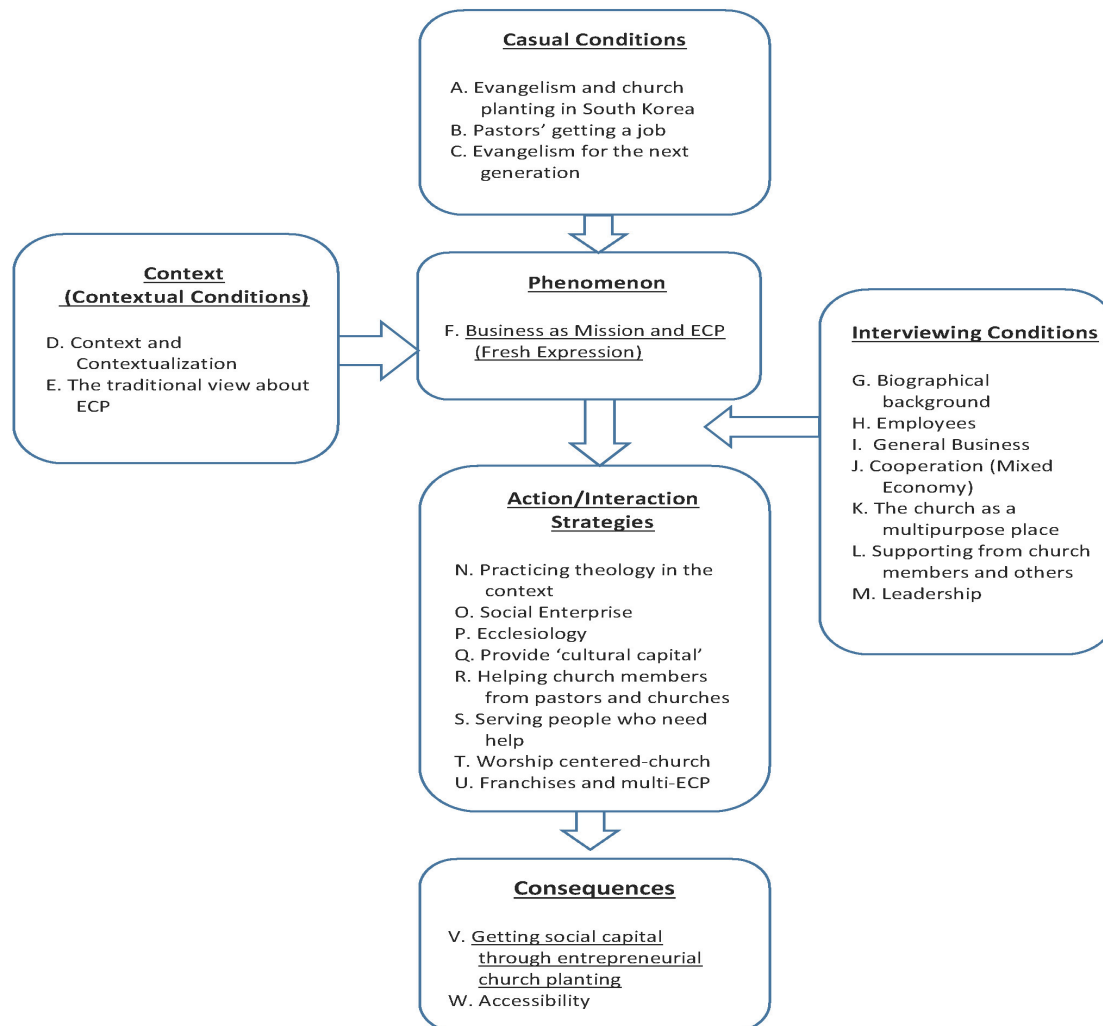 Casual Conditions
A. Evangelism and church
planting in South Korea
B. Pastors’ getting a job
C. Evangelism for the next
generation
Context
(Contextual Conditions)
D. Context and
Contextualization
E. The traditional view about
ECP
Phenomenon
F. Business as Mission and ECP
(Fresh Expression)
Interviewing Conditions
G. Biographical
background
H. Employees
I. General Business
J. Cooperation (Mixed
Economy)
K. The church as a
multipurpose place
L. Supporting from church
members and others
M. Leadership
Action/Interaction
Strategies
N. Practicing theology in the
context
O. Social Enterprise
P. Ecclesiology
Q. Provide ‘cultural capital’
R. Helping church members
from pastors and churches
S. Serving people who need
help
T. Worship centered-church
U. Franchises and multi-ECP
Consequences
V. Getting social capital
through entrepreneurial
church planting
W. Accessibility